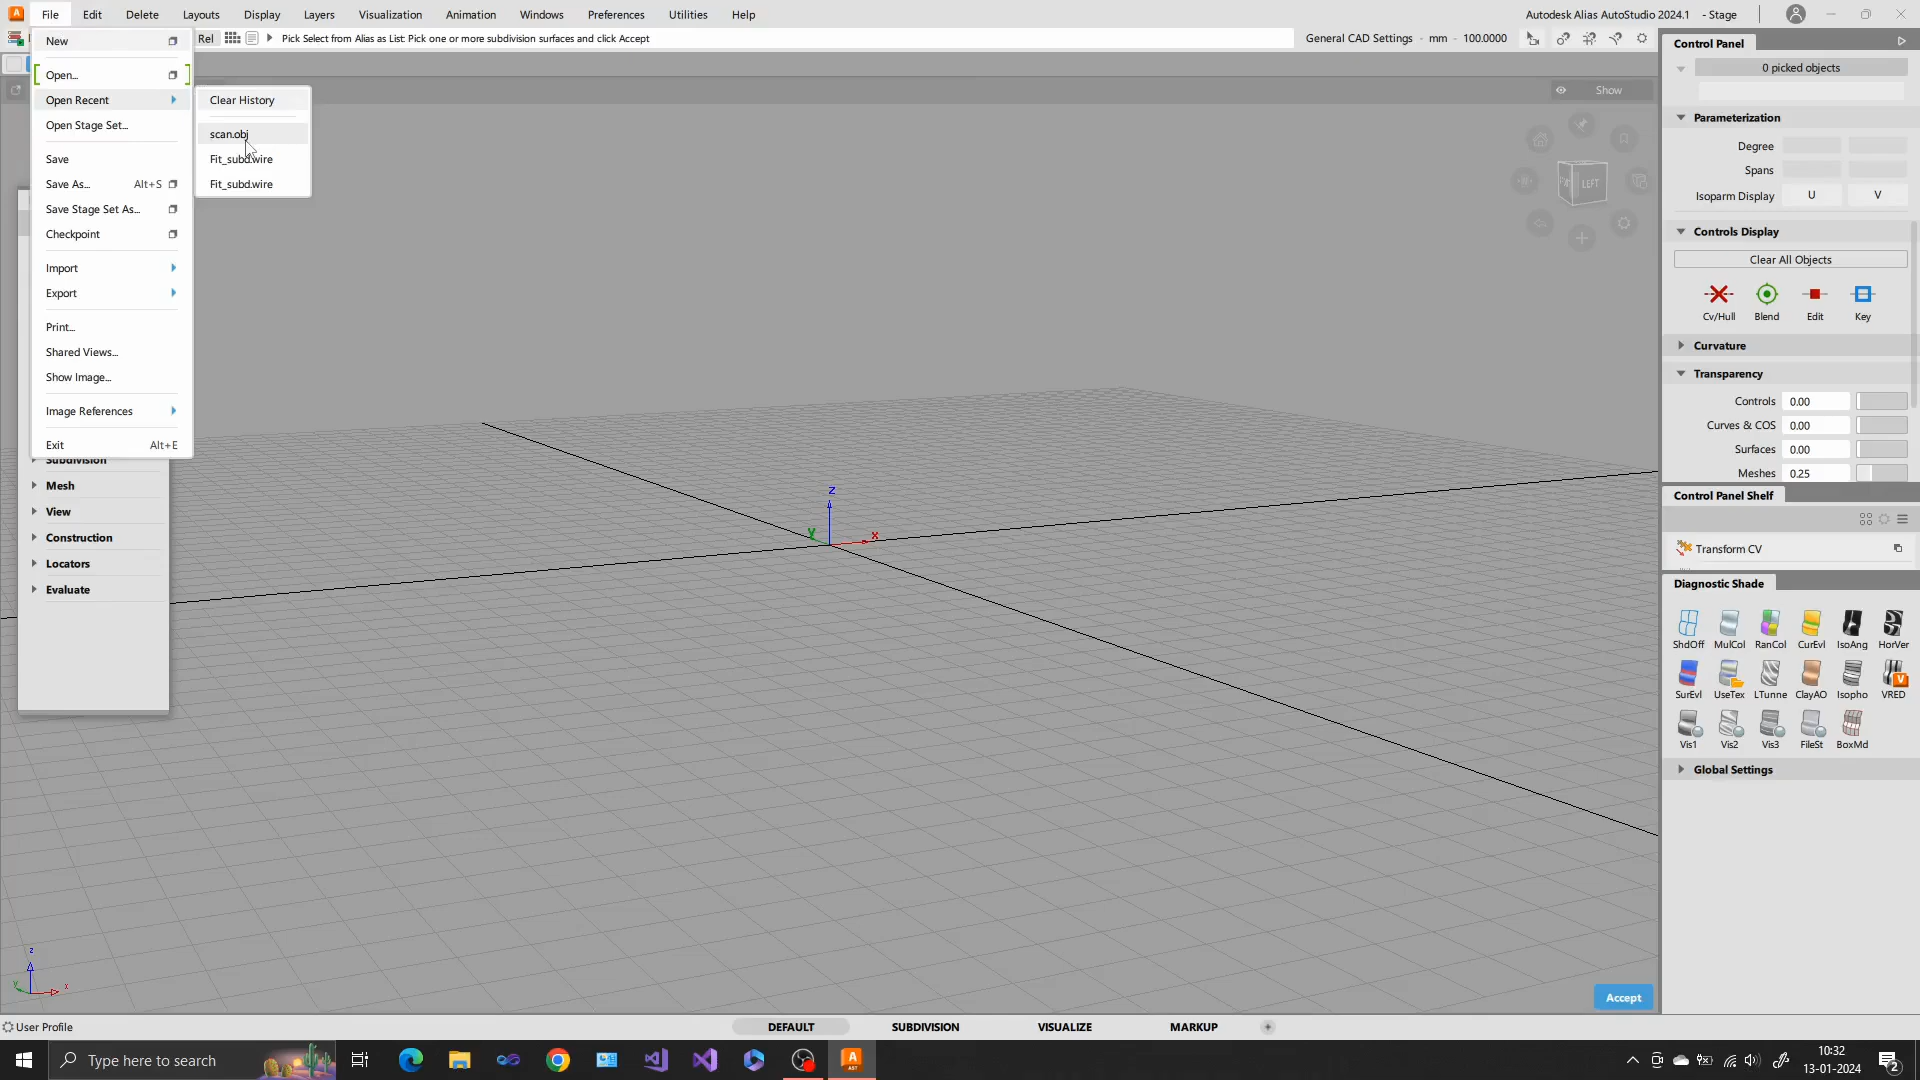 File Edit Delete Layouts Display Layers Visualization Animation Windows Preferences Utilities Help
Autodesk Alias AutoStudio 2024.1 - Stage
Rel Pick Select from Alias as List: Pick one or more subdivision surfaces and click Accept
General CAD Settings - mm - 100.0000
New
Open...
Open Recent
Open Stage Set...
Save
Save As... Alt+S
Save Stage Set As...
Checkpoint
Import
Export
Print...
Shared Views...
Show Image...
Image References
Exit Alt+E
Clear History
scan.obj
Fit_subd.wire
Fit_subd.wire
Subdivision
Mesh
View
Construction
Locators
Evaluate
Show
LEFT
Z
Y
X
z
y
x
Accept
Control Panel
0 picked objects
Parameterization
Degree
Spans
Isoparm Display U V
Controls Display
Clear All Objects
Cv/Hull Blend Edit Key
Curvature
Transparency
Controls 0.00
Curves & COS 0.00
Surfaces 0.00
Meshes 0.25
Control Panel Shelf
Transform CV
Diagnostic Shade
ShdOff MulCol RanCol CurEvl IsoAng HorVer
SurEvl UseTex LTunne ClayAO Isopho VRED
Vis1 Vis2 Vis3 FileSt BoxMd
Global Settings
User Profile
DEFAULT SUBDIVISION VISUALIZE MARKUP +
Type here to search
10:32
13-01-2024
2